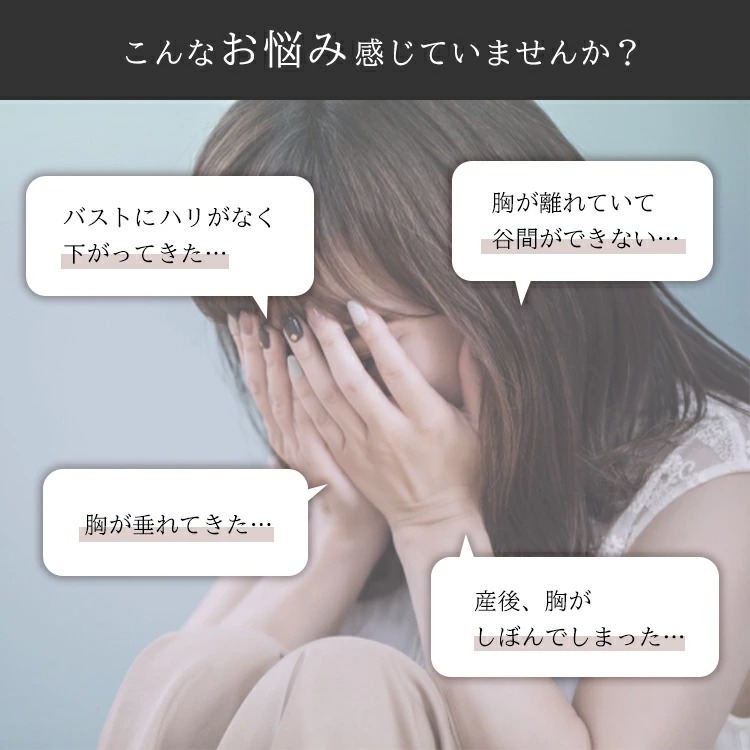 こんなお悩み感じていませんか？
バストにハリがなく
下がってきた…
胸が離れていて
谷間ができない…
胸が垂れてきた…
産後、胸が
しぼんでしまった…